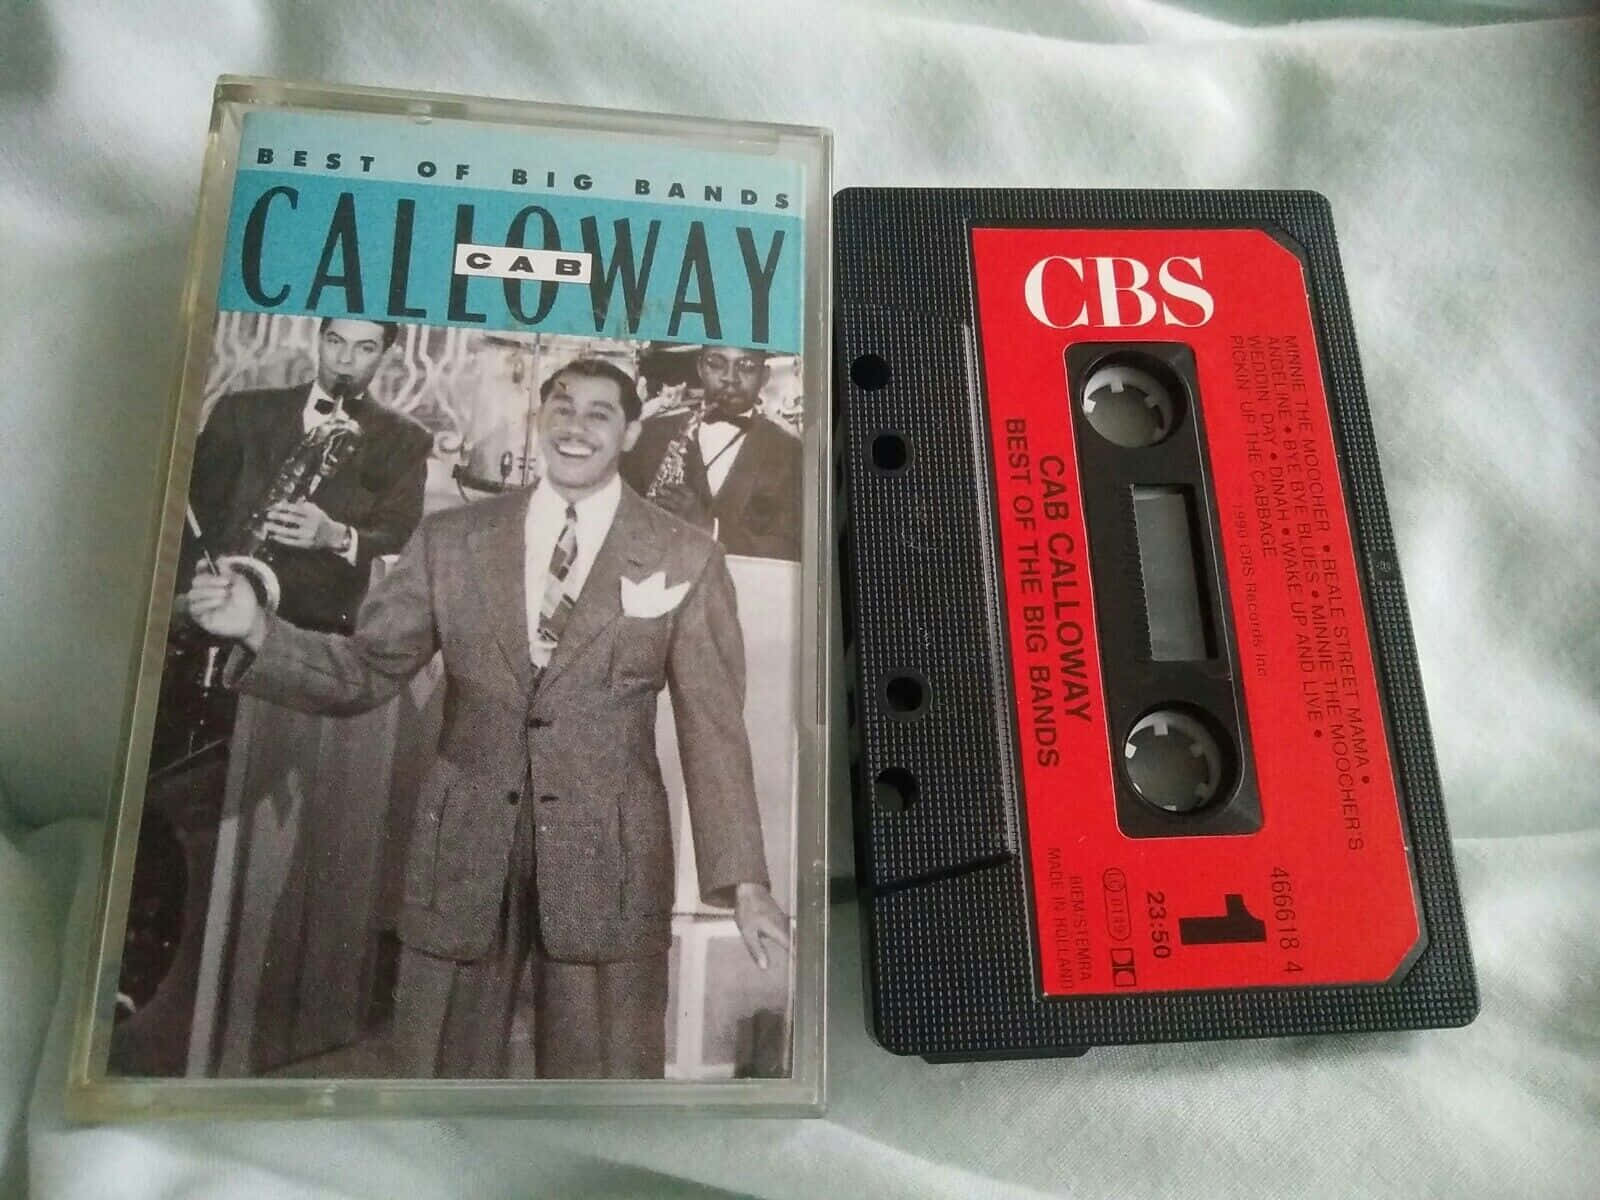 BEST OF BIG BANDS
CALLOWAY
CAB
CBS
MINNIE THE MOOCHER • BEALE STREET MAMA •
ANGELINE • BYE BYE BLUES • MINNIE THE MOOCHER'S
WEDDIN' DAY • DINAH • WAKE UP AND LIVE •
PICKIN' UP THE CABBAGE
1990 CBS Records Inc.
CAB CALLOWAY
BEST OF THE BIG BANDS
466618 4
1
23:50
LC 0149
BIEM/STEMRA
MADE IN HOLLAND